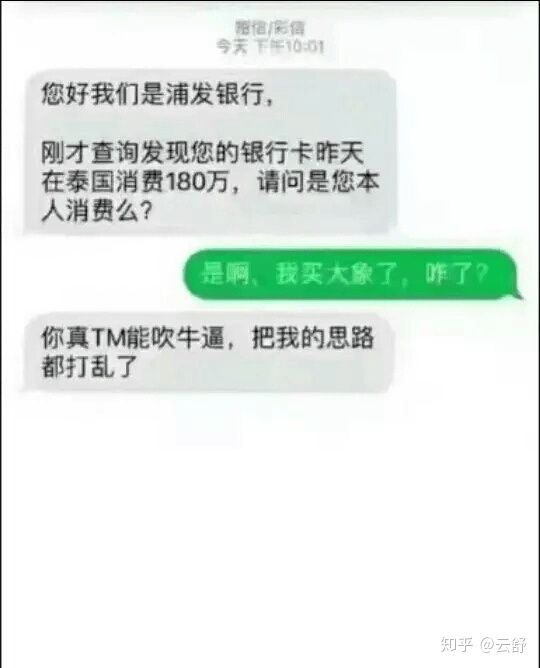 短信/彩信
今天 下午10:01
您好我们是浦发银行，
刚才查询发现您的银行卡昨天
在泰国消费180万，请问是您本
人消费么？
是啊、我买大象了，咋了？
你真TM能吹牛逼，把我的思路
都打乱了
知乎 @云舒